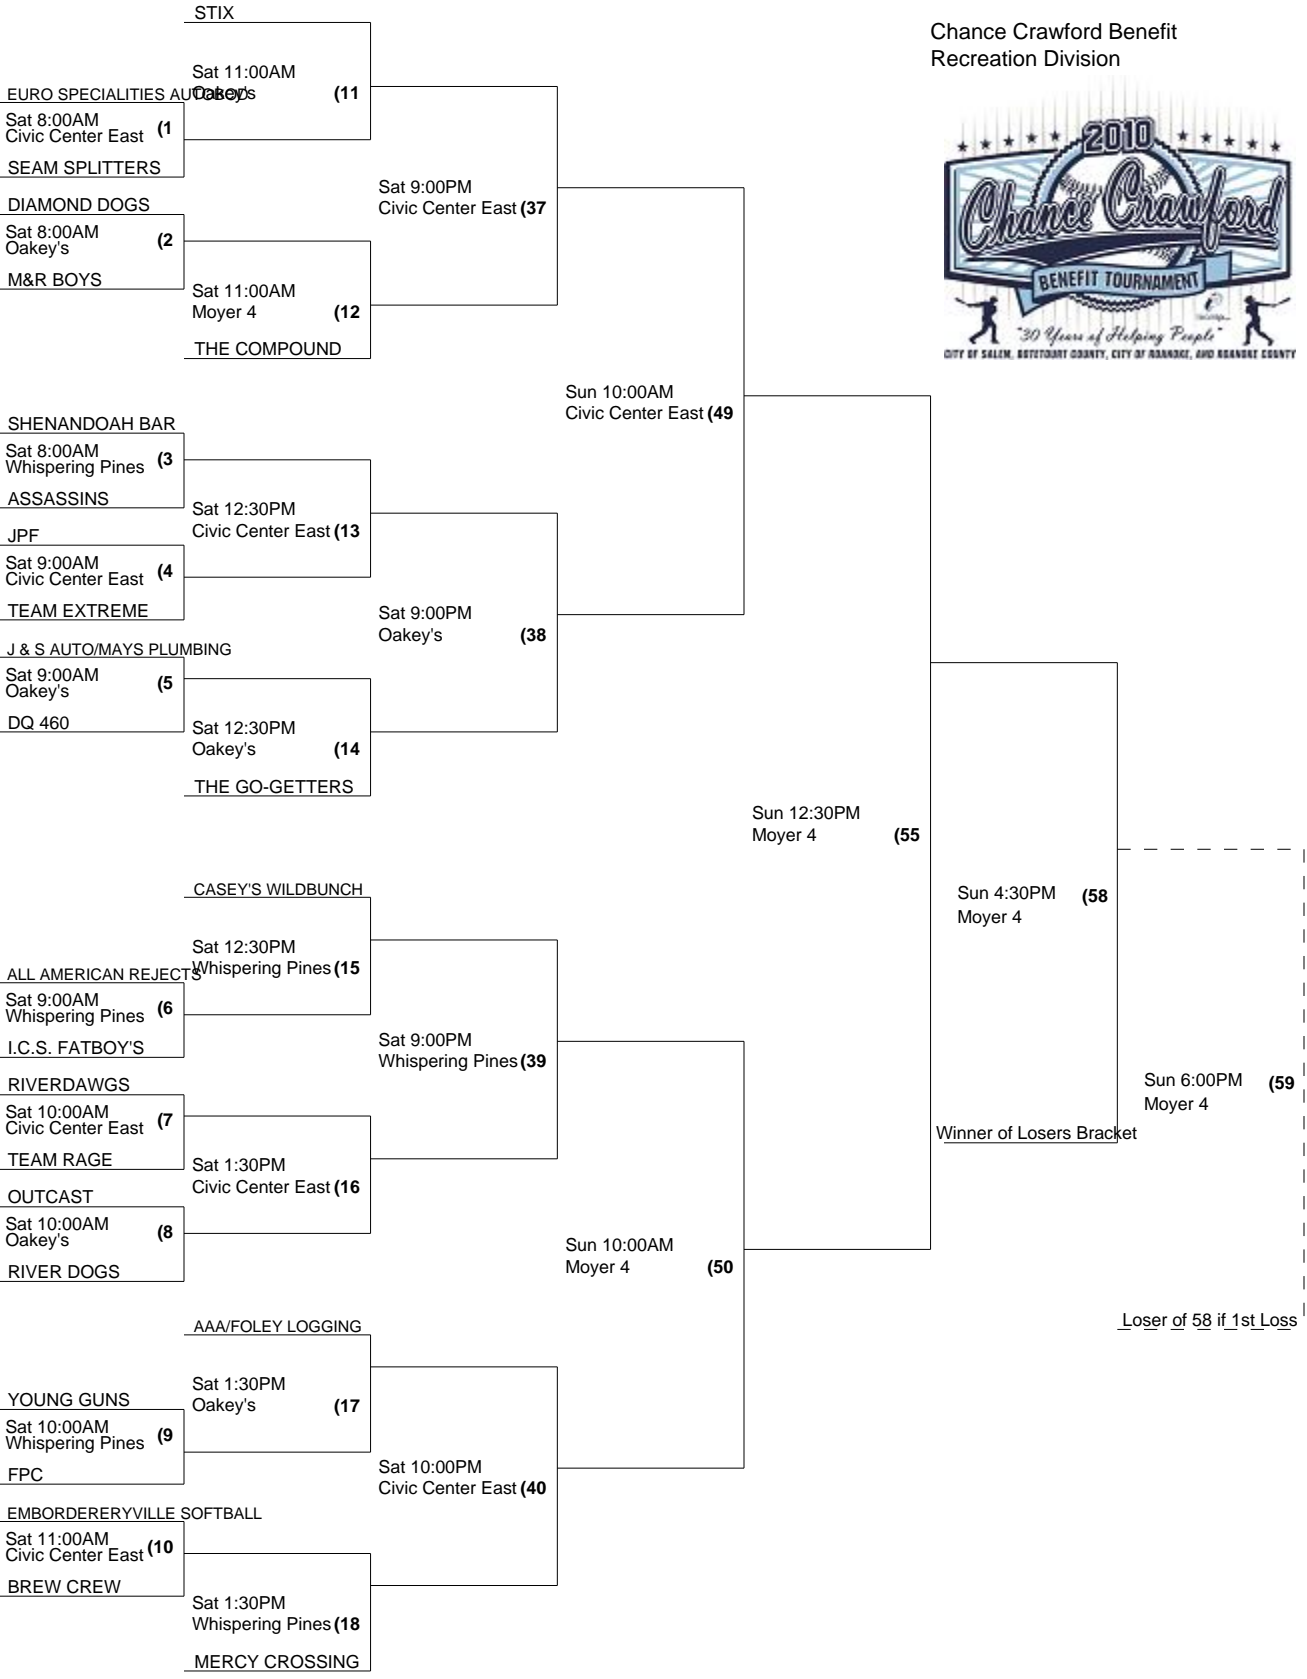 STIX
Chance Crawford Benefit
Recreation Division
Sat 11:00AM
Oakey's (11
EURO SPECIALITIES AUTOBOD
Sat 8:00AM
Civic Center East (1
SEAM SPLITTERS
DIAMOND DOGS
Sat 8:00AM
Oakey's (2
M&R BOYS
Sat 9:00PM
Civic Center East (37
Sat 11:00AM
Moyer 4 (12
THE COMPOUND
2010
Chance Crawford
BENEFIT TOURNAMENT
"30 Years of Helping People"
CITY OF SALEM, BOTETOURT COUNTY, CITY OF ROANOKE, AND ROANOKE COUNTY
Sun 10:00AM
Civic Center East (49
SHENANDOAH BAR
Sat 8:00AM
Whispering Pines (3
ASSASSINS
Sat 12:30PM
Civic Center East (13
JPF
Sat 9:00AM
Civic Center East (4
TEAM EXTREME
Sat 9:00PM
Oakey's (38
J & S AUTO/MAYS PLUMBING
Sat 9:00AM
Oakey's (5
DQ 460
Sat 12:30PM
Oakey's (14
THE GO-GETTERS
Sun 12:30PM
Moyer 4 (55
CASEY'S WILDBUNCH
Sun 4:30PM (58
Moyer 4
Sat 12:30PM
Whispering Pines (15
ALL AMERICAN REJECTS
Sat 9:00AM
Whispering Pines (6
I.C.S. FATBOY'S
Sat 9:00PM
Whispering Pines (39
RIVERDAWGS
Sat 10:00AM
Civic Center East (7
TEAM RAGE
Sun 6:00PM (59
Moyer 4
Winner of Losers Bracket
Sat 1:30PM
Civic Center East (16
OUTCAST
Sat 10:00AM
Oakey's (8
RIVER DOGS
Sun 10:00AM
Moyer 4 (50
AAA/FOLEY LOGGING
Loser of 58 if 1st Loss
Sat 1:30PM
Oakey's (17
YOUNG GUNS
Sat 10:00AM
Whispering Pines (9
FPC
Sat 10:00PM
Civic Center East (40
EMBORDERERYVILLE SOFTBALL
Sat 11:00AM
Civic Center East (10
BREW CREW
Sat 1:30PM
Whispering Pines (18
MERCY CROSSING